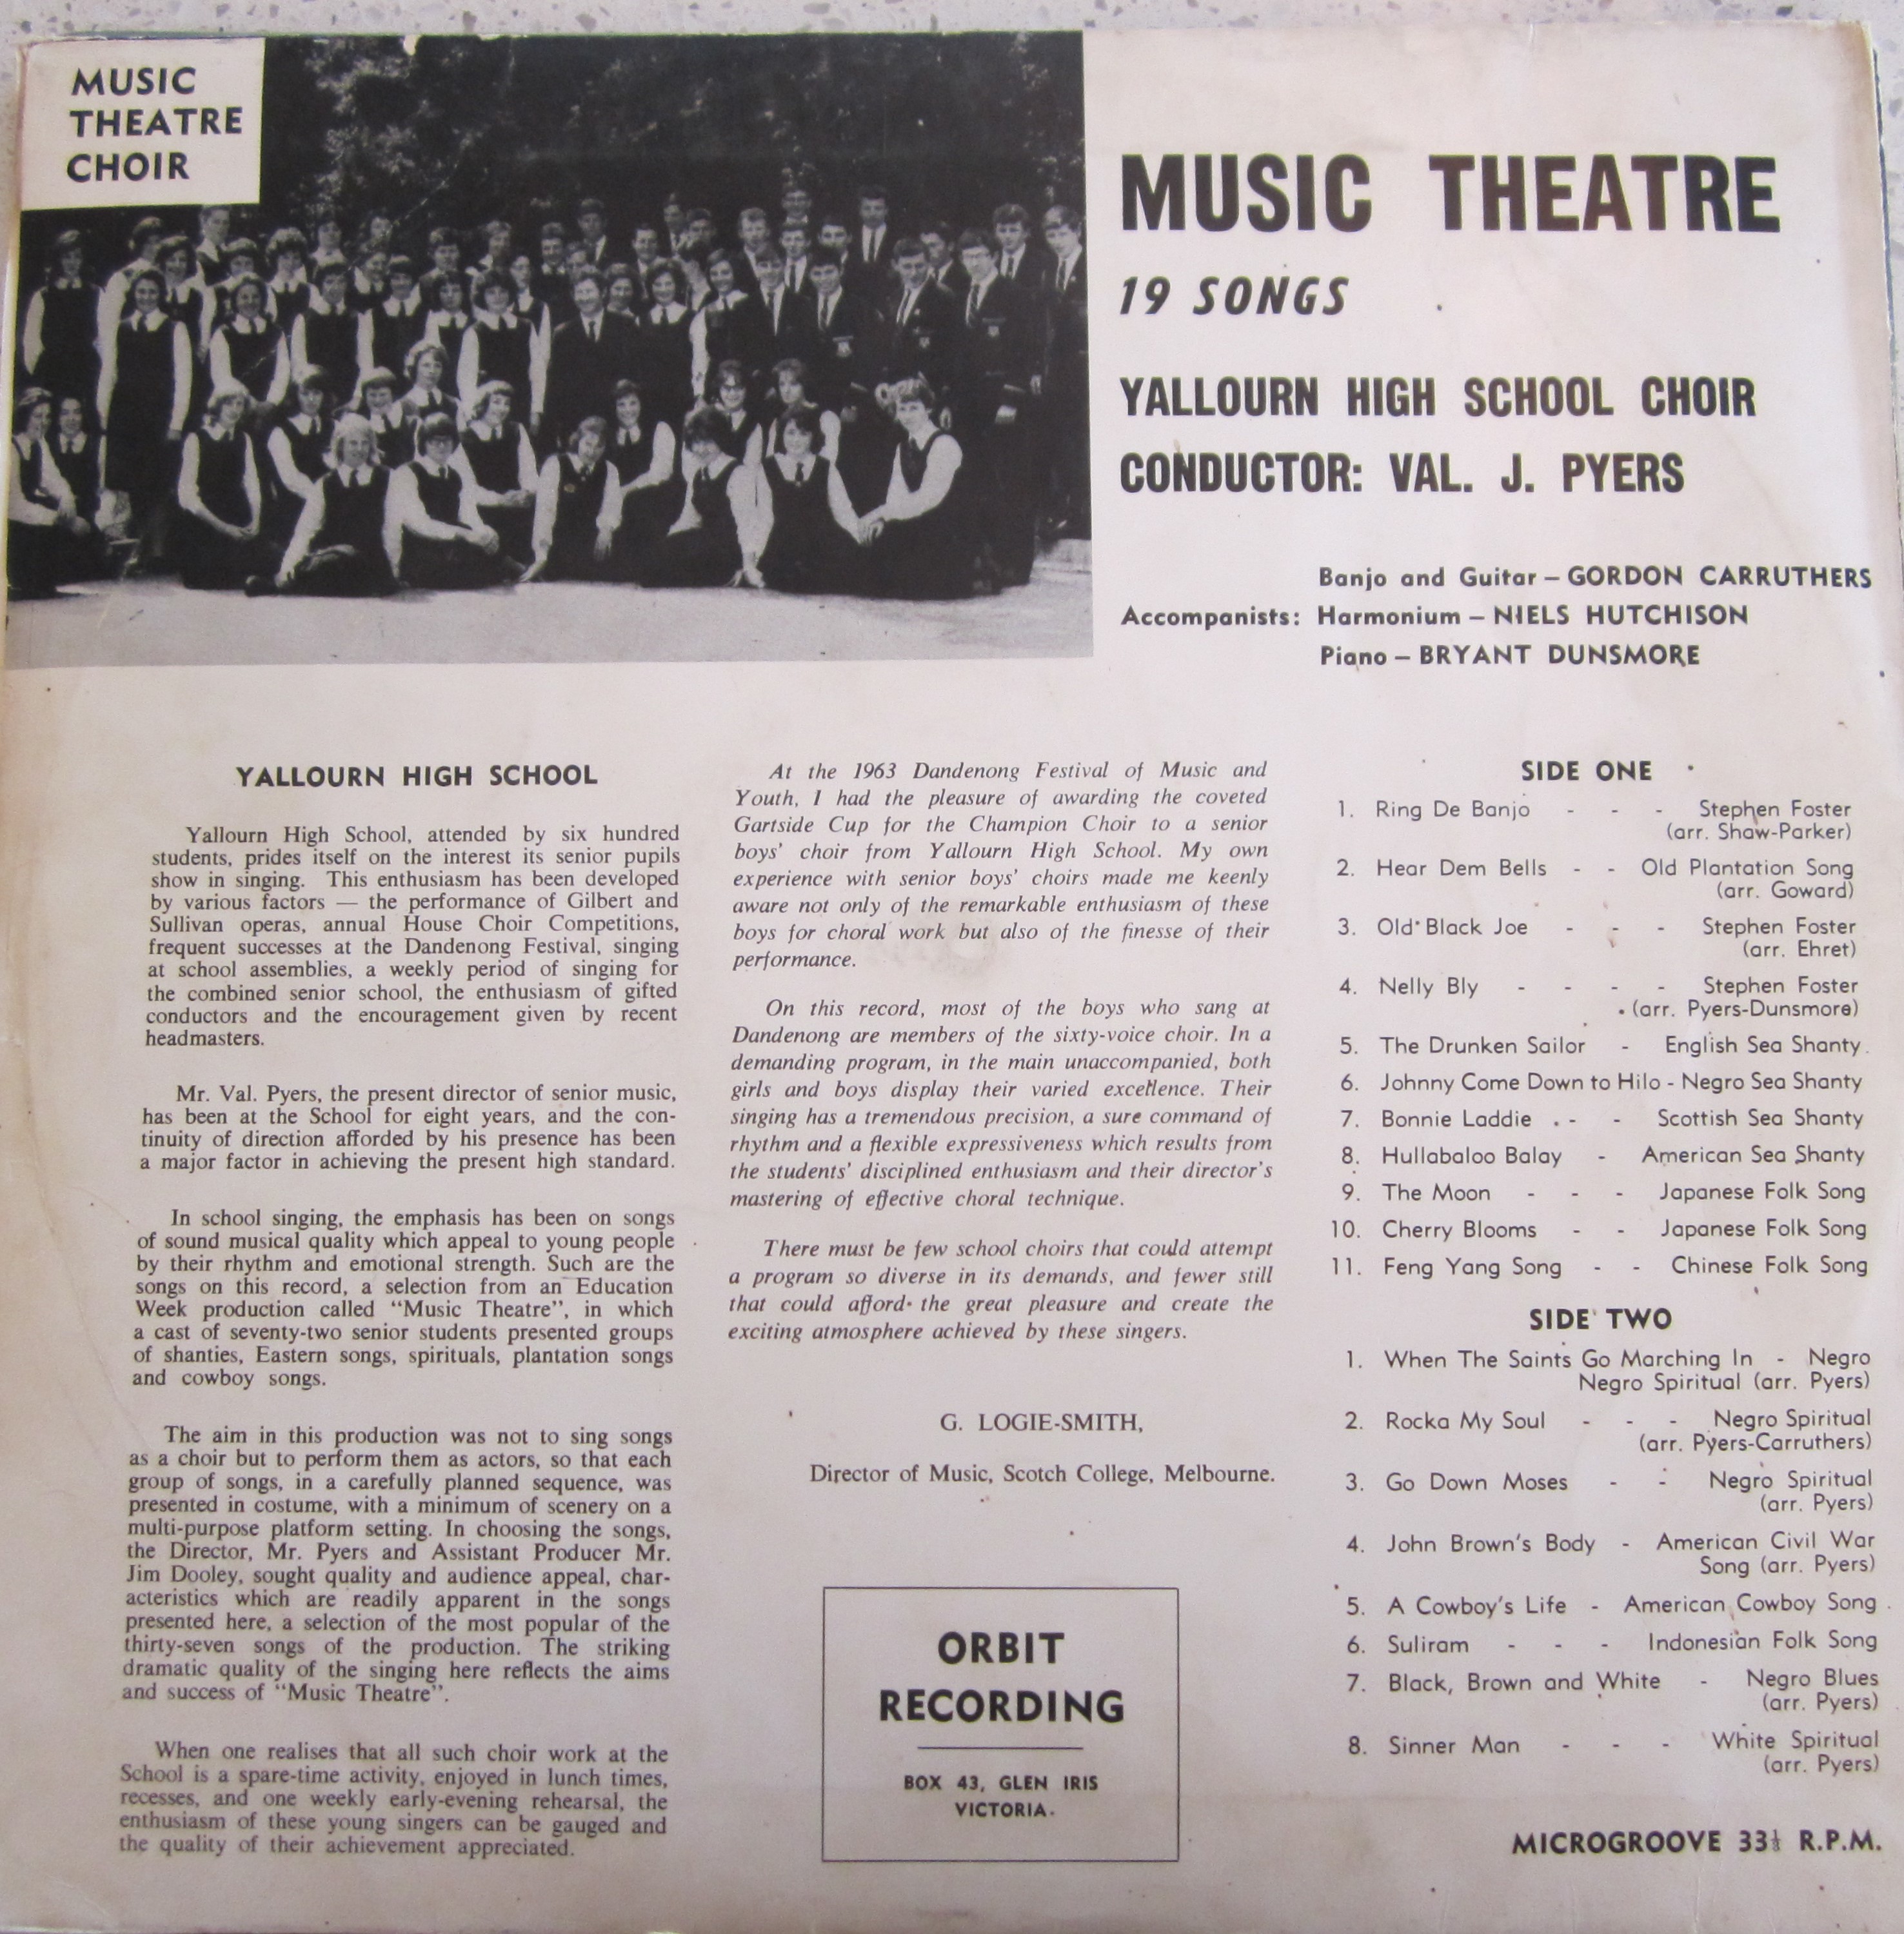 MUSIC
THEATRE
CHOIR
MUSIC THEATRE
19 SONGS
YALLOURN HIGH SCHOOL CHOIR
CONDUCTOR: VAL. J. PYERS
Banjo and Guitar – GORDON CARRUTHERS
Accompanists: Harmonium – NIELS HUTCHISON
Piano – BRYANT DUNSMORE
YALLOURN HIGH SCHOOL
Yallourn High School, attended by six hundred
students, prides itself on the interest its senior pupils
show in singing. This enthusiasm has been developed
by various factors — the performance of Gilbert and
Sullivan operas, annual House Choir Competitions,
frequent successes at the Dandenong Festival, singing
at school assemblies, a weekly period of singing for
the combined senior school, the enthusiasm of gifted
conductors and the encouragement given by recent
headmasters.
Mr. Val. Pyers, the present director of senior music,
has been at the School for eight years, and the con-
tinuity of direction afforded by his presence has been
a major factor in achieving the present high standard.
In school singing, the emphasis has been on songs
of sound musical quality which appeal to young people
by their rhythm and emotional strength. Such are the
songs on this record, a selection from an Education
Week production called "Music Theatre", in which
a cast of seventy-two senior students presented groups
of shanties, Eastern songs, spirituals, plantation songs
and cowboy songs.
The aim in this production was not to sing songs
as a choir but to perform them as actors, so that each
group of songs, in a carefully planned sequence, was
presented in costume, with a minimum of scenery on a
multi-purpose platform setting. In choosing the songs,
the Director, Mr. Pyers and Assistant Producer Mr.
Jim Dooley, sought quality and audience appeal, char-
acteristics which are readily apparent in the songs
presented here, a selection of the most popular of the
thirty-seven songs of the production. The striking
dramatic quality of the singing here reflects the aims
and success of "Music Theatre".
When one realises that all such choir work at the
School is a spare-time activity, enjoyed in lunch times,
recesses, and one weekly early-evening rehearsal, the
enthusiasm of these young singers can be gauged and
the quality of their achievement appreciated.
At the 1963 Dandenong Festival of Music and
Youth, I had the pleasure of awarding the coveted
Gartside Cup for the Champion Choir to a senior
boys' choir from Yallourn High School. My own
experience with senior boys' choirs made me keenly
aware not only of the remarkable enthusiasm of these
boys for choral work but also of the finesse of their
performance.
On this record, most of the boys who sang at
Dandenong are members of the sixty-voice choir. In a
demanding program, in the main unaccompanied, both
girls and boys display their varied excellence. Their
singing has a tremendous precision, a sure command of
rhythm and a flexible expressiveness which results from
the students' disciplined enthusiasm and their director's
mastering of effective choral technique.
There must be few school choirs that could attempt
a program so diverse in its demands, and fewer still
that could afford the great pleasure and create the
exciting atmosphere achieved by these singers.
G. LOGIE-SMITH,
Director of Music, Scotch College, Melbourne.
ORBIT
RECORDING
BOX 43, GLEN IRIS
VICTORIA.
SIDE ONE
1. Ring De Banjo - - - Stephen Foster
(arr. Shaw-Parker)
2. Hear Dem Bells - - Old Plantation Song
(arr. Goward)
3. Old Black Joe - - - Stephen Foster
(arr. Ehret)
4. Nelly Bly - - - - Stephen Foster
(arr. Pyers-Dunsmore)
5. The Drunken Sailor - English Sea Shanty
6. Johnny Come Down to Hilo - Negro Sea Shanty
7. Bonnie Laddie - - Scottish Sea Shanty
8. Hullabaloo Balay - American Sea Shanty
9. The Moon - - - Japanese Folk Song
10. Cherry Blooms - - Japanese Folk Song
11. Feng Yang Song - - Chinese Folk Song
SIDE TWO
1. When The Saints Go Marching In - Negro
Negro Spiritual (arr. Pyers)
2. Rocka My Soul - - - Negro Spiritual
(arr. Pyers-Carruthers)
3. Go Down Moses - - Negro Spiritual
(arr. Pyers)
4. John Brown's Body - American Civil War
Song (arr. Pyers)
5. A Cowboy's Life - American Cowboy Song
6. Suliram - - - Indonesian Folk Song
7. Black, Brown and White - Negro Blues
(arr. Pyers)
8. Sinner Man - - - White Spiritual
(arr. Pyers)
MICROGROOVE 33⅓ R.P.M.